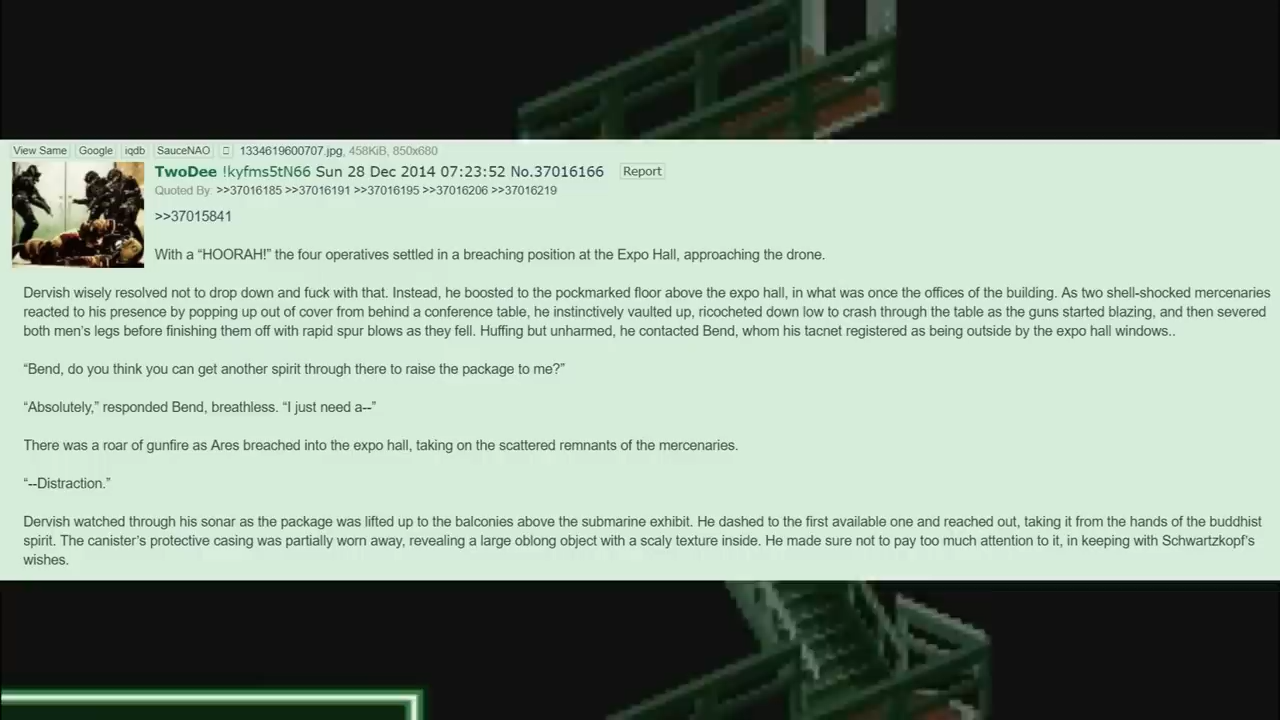 View Same Google iqdb SauceNAO 1334619600707.jpg, 458KiB, 850x680
TwoDee !kyfms5tN66 Sun 28 Dec 2014 07:23:52 No.37016166 Report
Quoted By: >>37016185 >>37016191 >>37016195 >>37016206 >>37016219
>>37015841
With a “HOORAH!” the four operatives settled in a breaching position at the Expo Hall, approaching the drone.
Dervish wisely resolved not to drop down and fuck with that. Instead, he boosted to the pockmarked floor above the expo hall, in what was once the offices of the building. As two shell-shocked mercenaries
reacted to his presence by popping up out of cover from behind a conference table, he instinctively vaulted up, ricocheted down low to crash through the table as the guns started blazing, and then severed
both men’s legs before finishing them off with rapid spur blows as they fell. Huffing but unharmed, he contacted Bend, whom his tacnet registered as being outside by the expo hall windows..
“Bend, do you think you can get another spirit through there to raise the package to me?”
“Absolutely,” responded Bend, breathless. “I just need a--”
There was a roar of gunfire as Ares breached into the expo hall, taking on the scattered remnants of the mercenaries.
“--Distraction.”
Dervish watched through his sonar as the package was lifted up to the balconies above the submarine exhibit. He dashed to the first available one and reached out, taking it from the hands of the buddhist
spirit. The canister’s protective casing was partially worn away, revealing a large oblong object with a scaly texture inside. He made sure not to pay too much attention to it, in keeping with Schwartzkopf’s
wishes.